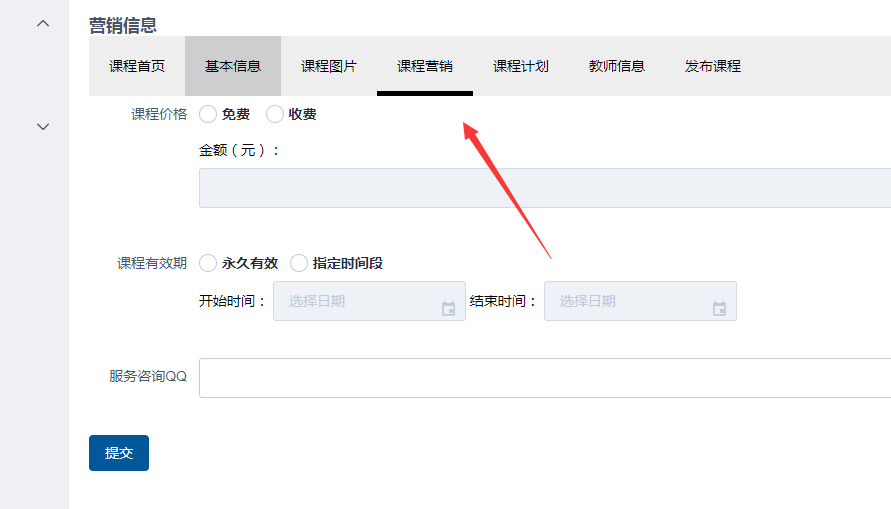 营销信息
课程首页 基本信息 课程图片 课程营销 课程计划 教师信息 发布课程
课程价格 免费 收费
金额（元）：
课程有效期 永久有效 指定时间段
开始时间： 选择日期 结束时间： 选择日期
服务咨询QQ
提交